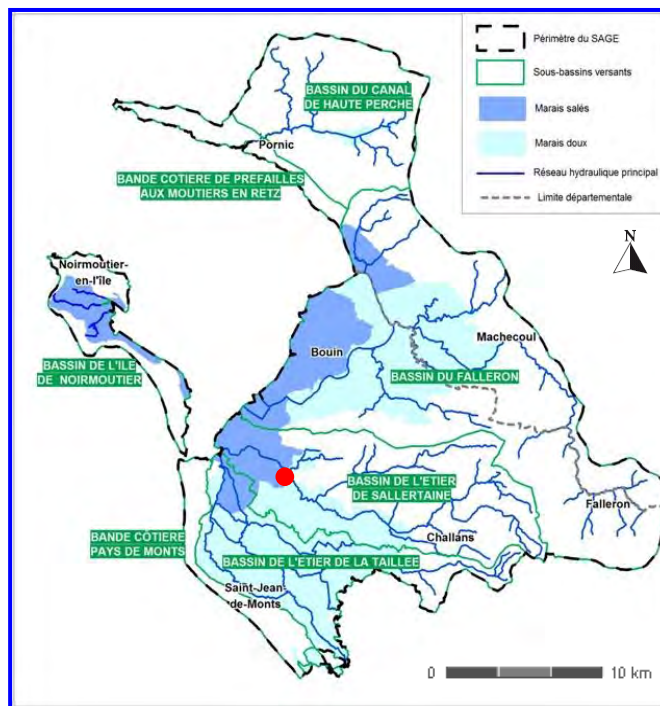 Périmètre du SAGE
Sous-bassins versants
Marais salés
Marais doux
Réseau hydraulique principal
Limite départementale
N
BASSIN DU CANAL
DE HAUTE PERCHE
Pornic
BANDE COTIERE DE PREFAILLES
AUX MOUTIERS EN RETZ
Noirmoutier-
en-l'île
Machecoul
Bouin
BASSIN DE L'ILE
DE NOIRMOUTIER
BASSIN DU FALLERON
BASSIN DE L'ETIER
DE SALLERTAINE
Falleron
BANDE CÔTIERE
PAYS DE MONTS
Challans
BASSIN DE L'ETIER DE LA TAILLEE
Saint-Jean-
de-Monts
0 10 km